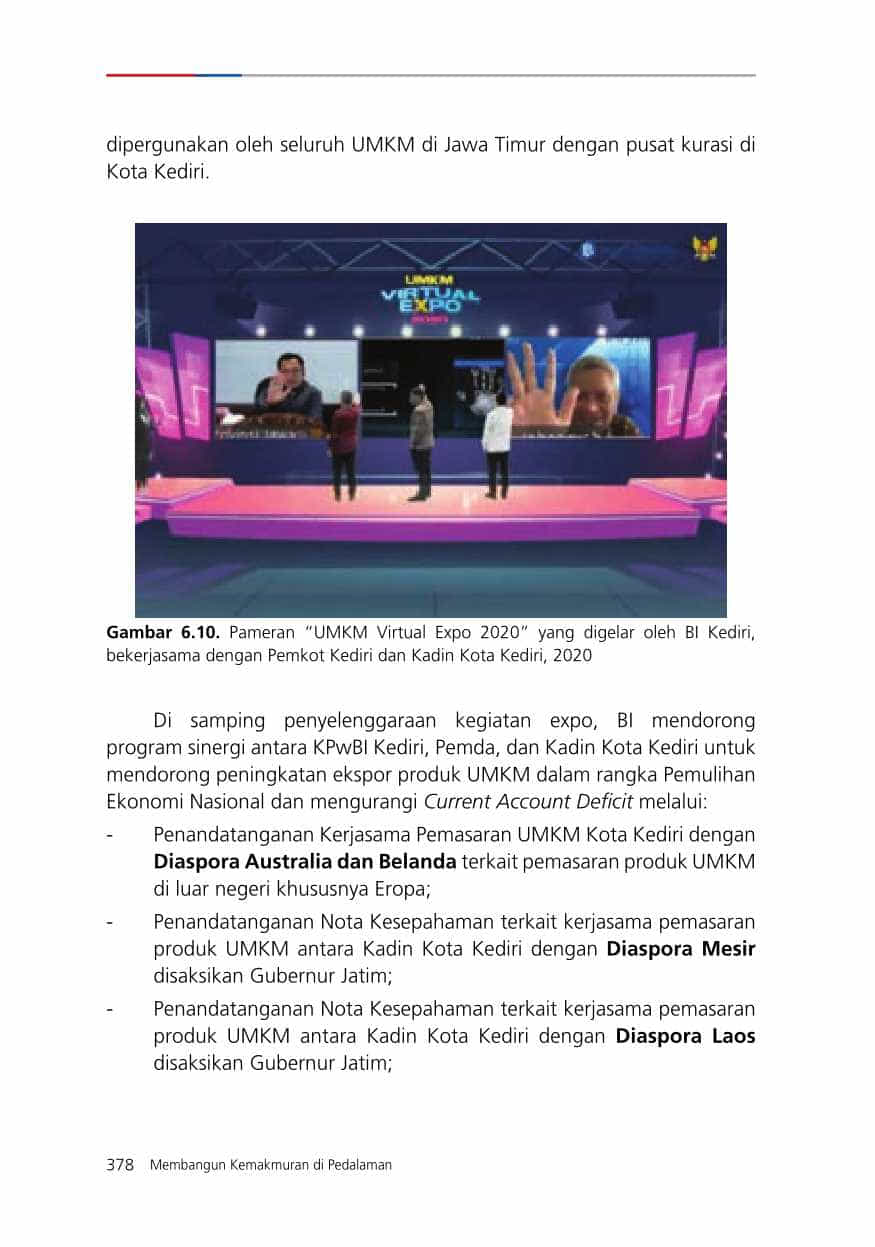 dipergunakan oleh seluruh UMKM di Jawa Timur dengan pusat kurasi di
Kota Kediri.
UMKM
VIRTUAL
EXPO
2020
Gambar 6.10. Pameran “UMKM Virtual Expo 2020” yang digelar oleh BI Kediri,
bekerjasama dengan Pemkot Kediri dan Kadin Kota Kediri, 2020
Di samping penyelenggaraan kegiatan expo, BI mendorong
program sinergi antara KPwBI Kediri, Pemda, dan Kadin Kota Kediri untuk
mendorong peningkatan ekspor produk UMKM dalam rangka Pemulihan
Ekonomi Nasional dan mengurangi Current Account Deficit melalui:
- Penandatanganan Kerjasama Pemasaran UMKM Kota Kediri dengan
Diaspora Australia dan Belanda terkait pemasaran produk UMKM
di luar negeri khususnya Eropa;
- Penandatanganan Nota Kesepahaman terkait kerjasama pemasaran
produk UMKM antara Kadin Kota Kediri dengan Diaspora Mesir
disaksikan Gubernur Jatim;
- Penandatanganan Nota Kesepahaman terkait kerjasama pemasaran
produk UMKM antara Kadin Kota Kediri dengan Diaspora Laos
disaksikan Gubernur Jatim;
378 Membangun Kemakmuran di Pedalaman